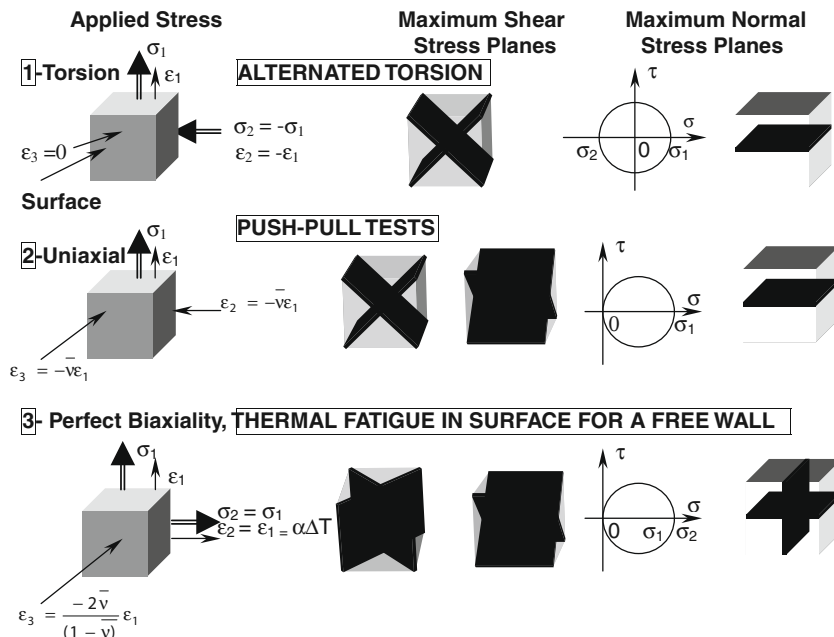 Applied Stress
Maximum Shear
Stress Planes
Maximum Normal
Stress Planes
1-Torsion
σ1
ε1
ALTERNATED TORSION
ε3 =0
σ2 = -σ1
ε2 = -ε1
τ
σ
σ2
0
σ1
Surface
PUSH-PULL TESTS
2-Uniaxial
σ1
ε1
ε2 = −ν̄ε1
ε3 = −ν̄ε1
τ
σ
0
σ1
3- Perfect Biaxiality, THERMAL FATIGUE IN SURFACE FOR A FREE WALL
σ1
ε1
σ2 = σ1
ε2 = ε1 = αΔT
ε3 = −2ν̄/(1−ν̄) ε1
τ
σ
0
σ1
σ2